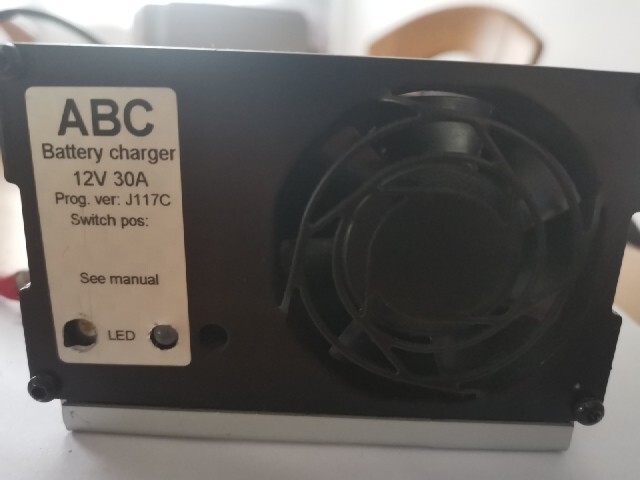 ABC
Battery charger
12V 30A
Prog. ver: J117C
Switch pos:
See manual
LED